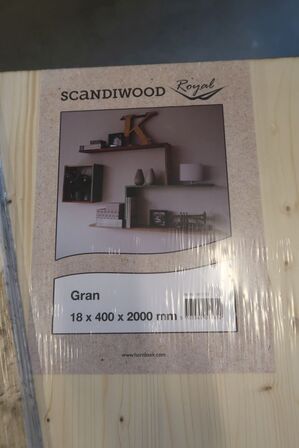 SCANDIWOOD
Royal
K
Gran
18 x 400 x 2000 mm